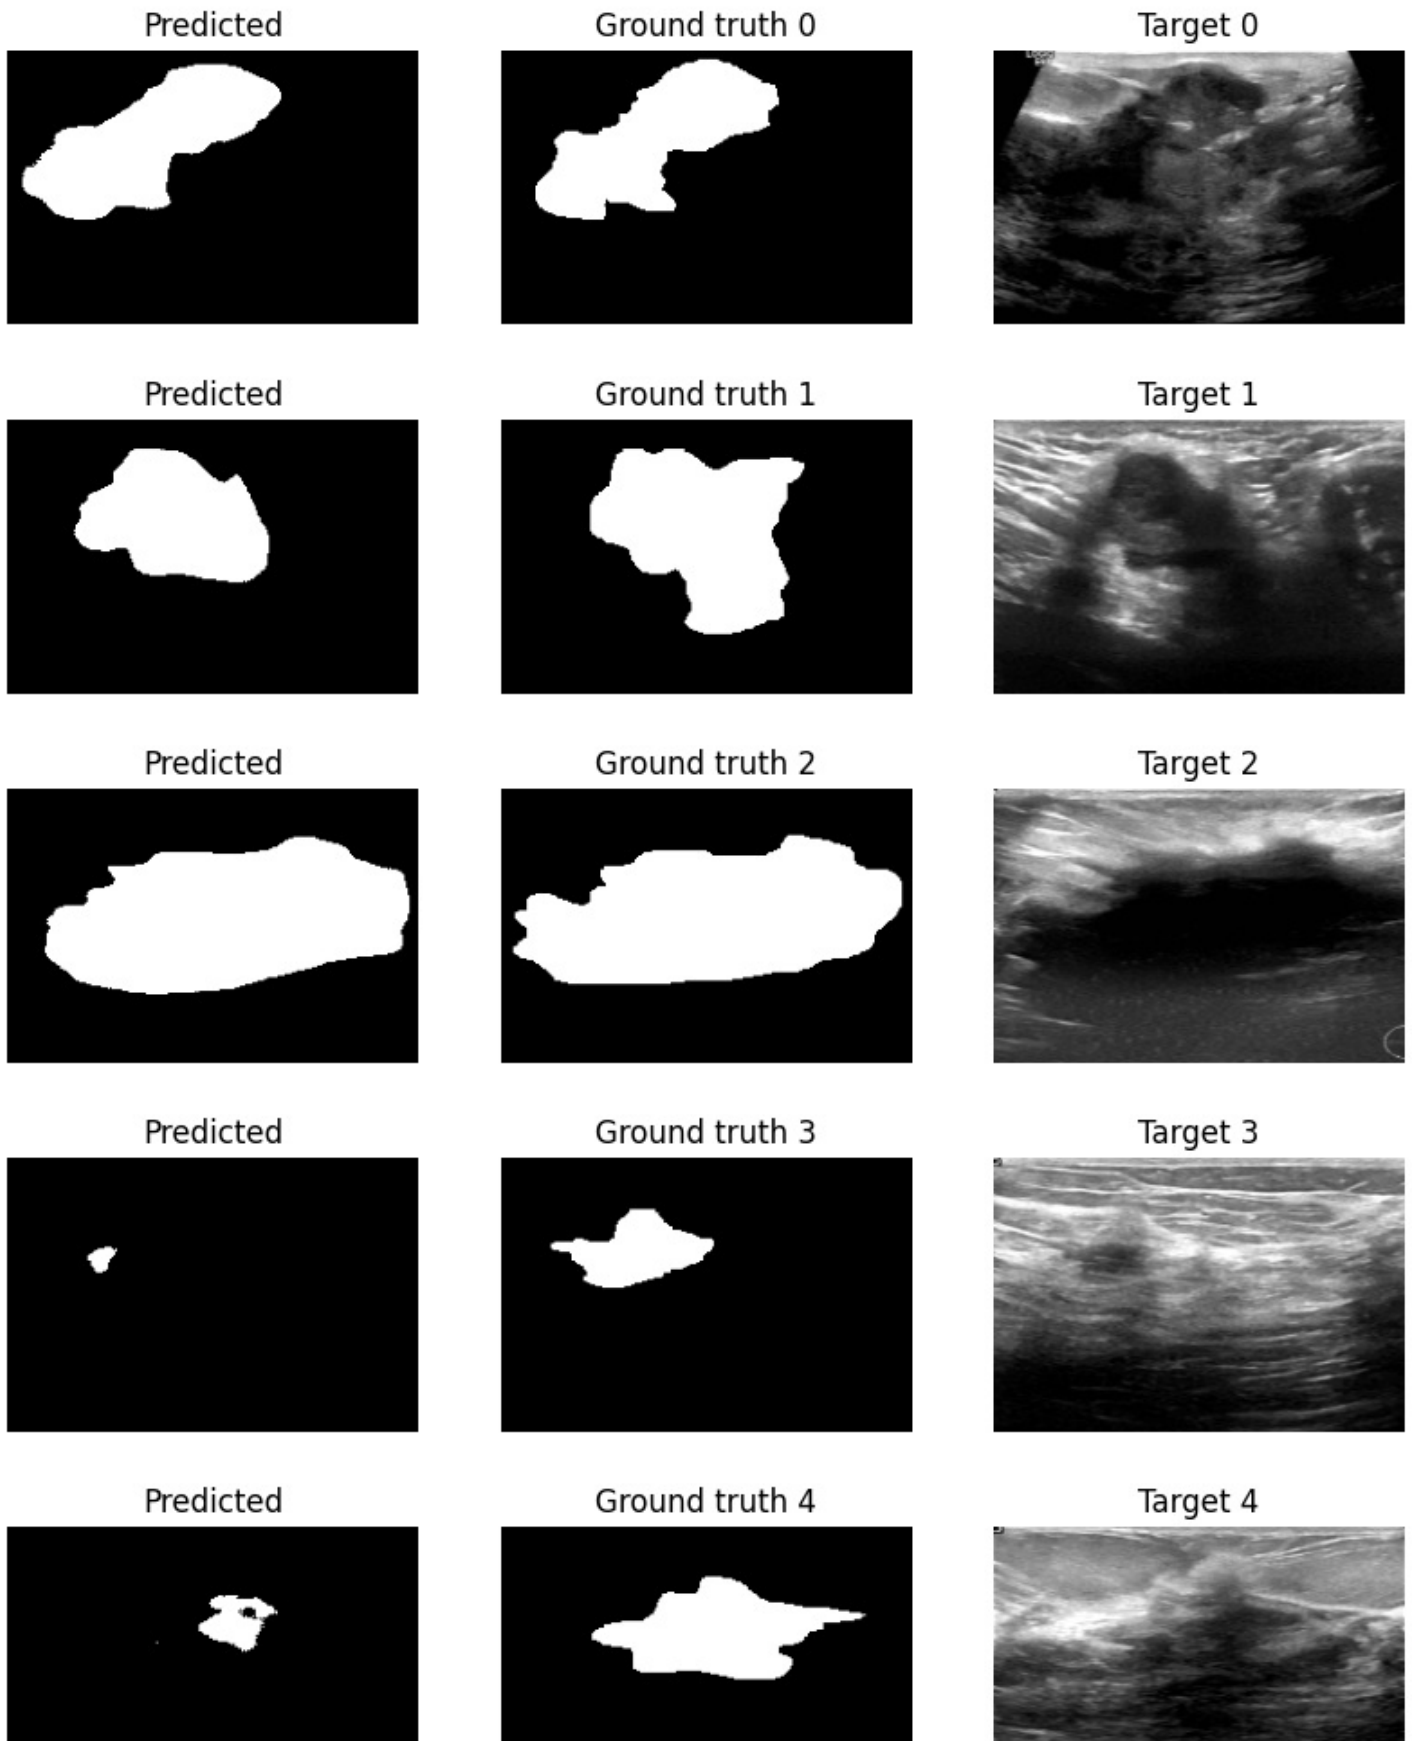 Predicted Ground truth 0 Target 0
Predicted Ground truth 1 Target 1
Predicted Ground truth 2 Target 2
Predicted Ground truth 3 Target 3
Predicted Ground truth 4 Target 4